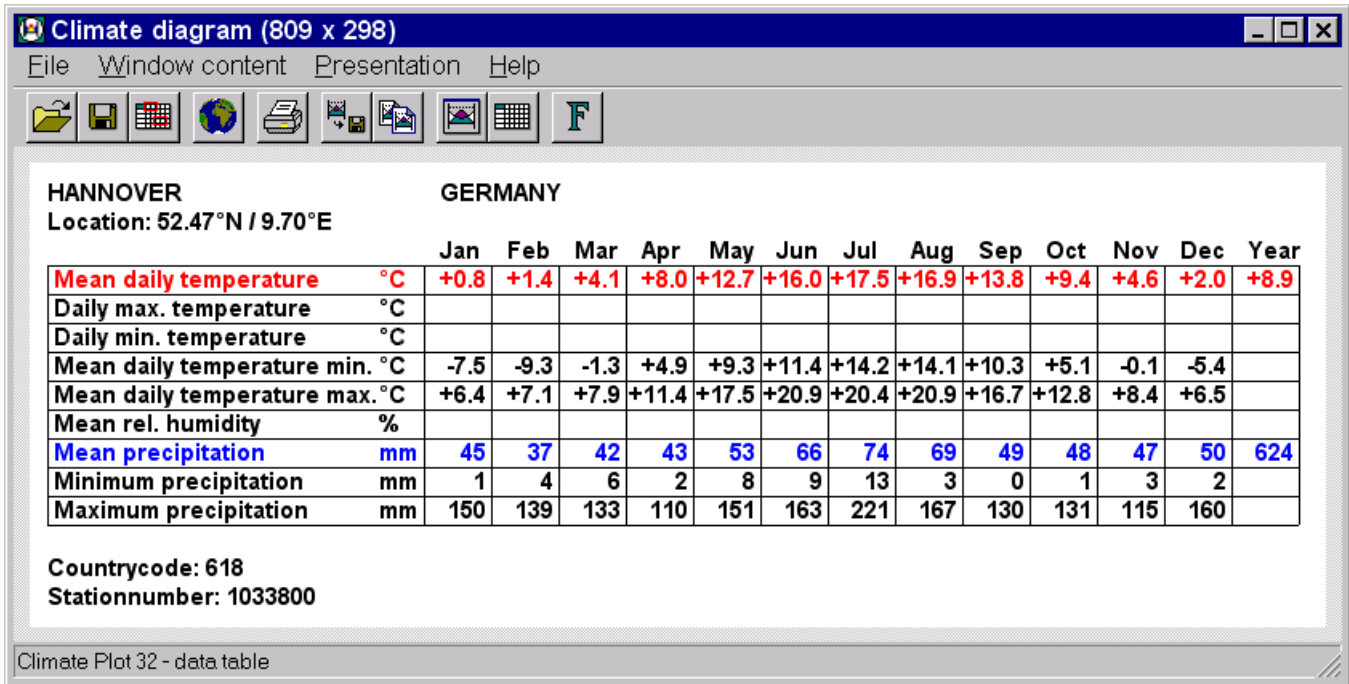 Climate diagram (809 x 298)
File Window content Presentation Help
F
HANNOVER GERMANY
Location: 52.47°N / 9.70°E
Jan Feb Mar Apr May Jun Jul Aug Sep Oct Nov Dec Year
Mean daily temperature °C +0.8 +1.4 +4.1 +8.0 +12.7 +16.0 +17.5 +16.9 +13.8 +9.4 +4.6 +2.0 +8.9
Daily max. temperature °C
Daily min. temperature °C
Mean daily temperature min. °C -7.5 -9.3 -1.3 +4.9 +9.3 +11.4 +14.2 +14.1 +10.3 +5.1 -0.1 -5.4
Mean daily temperature max. °C +6.4 +7.1 +7.9 +11.4 +17.5 +20.9 +20.4 +20.9 +16.7 +12.8 +8.4 +6.5
Mean rel. humidity %
Mean precipitation mm 45 37 42 43 53 66 74 69 49 48 47 50 624
Minimum precipitation mm 1 4 6 2 8 9 13 3 0 1 3 2
Maximum precipitation mm 150 139 133 110 151 163 221 167 130 131 115 160
Countrycode: 618
Stationnumber: 1033800
Climate Plot 32 - data table